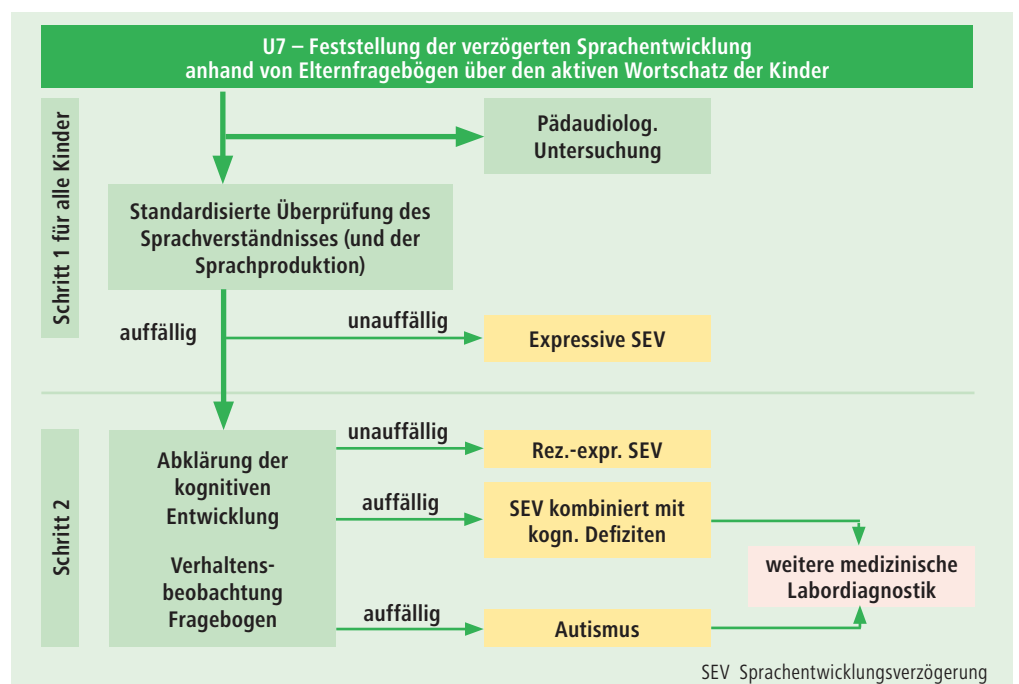 U7 – Feststellung der verzögerten Sprachentwicklung
anhand von Elternfragebögen über den aktiven Wortschatz der Kinder
Schritt 1 für alle Kinder
Pädaudiolog.
Untersuchung
Standardisierte Überprüfung des
Sprachverständnisses (und der
Sprachproduktion)
auffällig
unauffällig
Expressive SEV
Schritt 2
Abklärung der
kognitiven
Entwicklung
Verhaltens-
beobachtung
Fragebogen
unauffällig
Rez.-expr. SEV
auffällig
SEV kombiniert mit
kogn. Defiziten
auffällig
Autismus
weitere medizinische
Labordiagnostik
SEV Sprachentwicklungsverzögerung